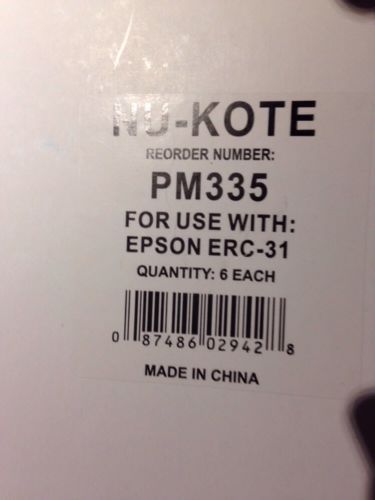 NU-KOTE
REORDER NUMBER:
PM335
FOR USE WITH:
EPSON ERC-31
QUANTITY: 6 EACH
0 87486 02942 8
MADE IN CHINA